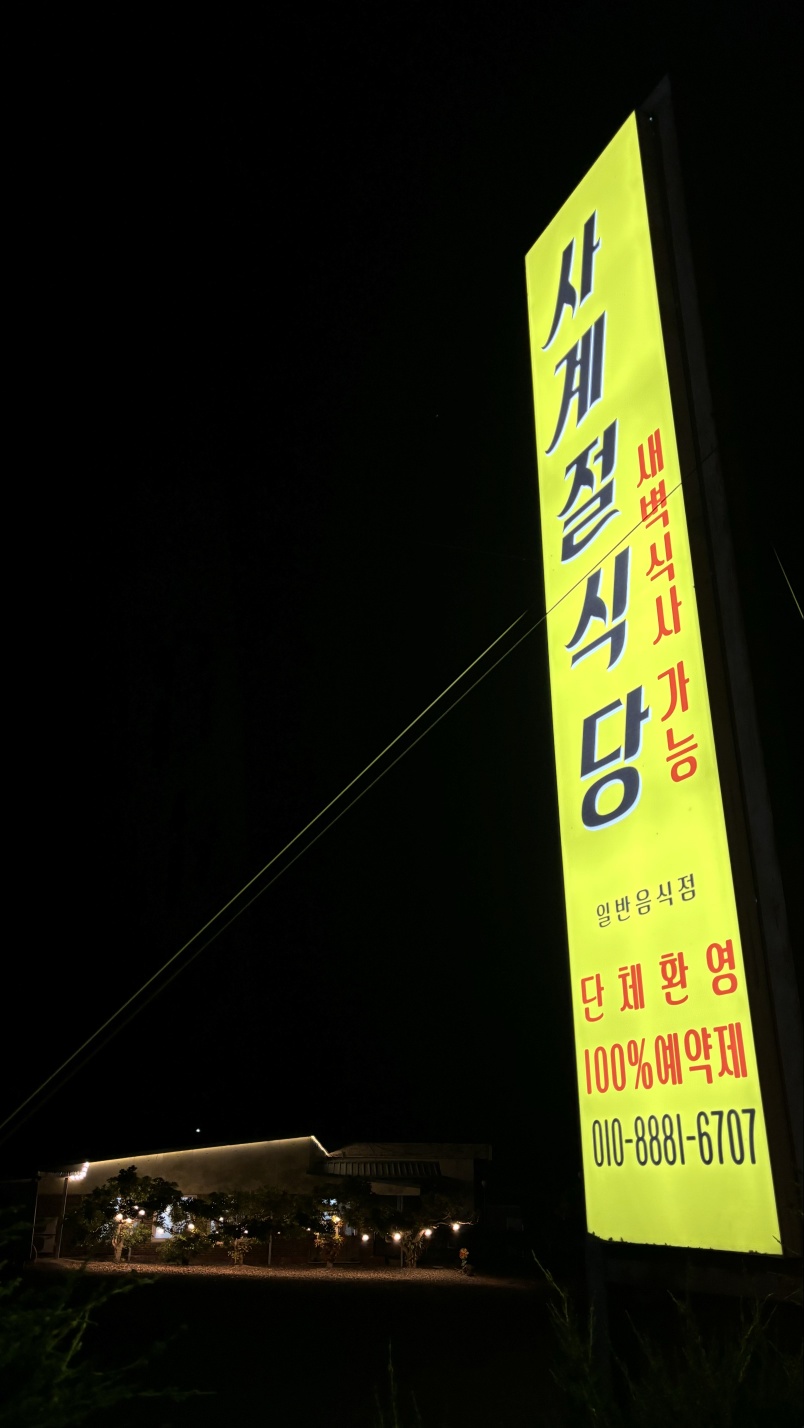 사계절식당
새벽식사 가능
일반음식점
단체환영
100%예약제
010-8881-6707